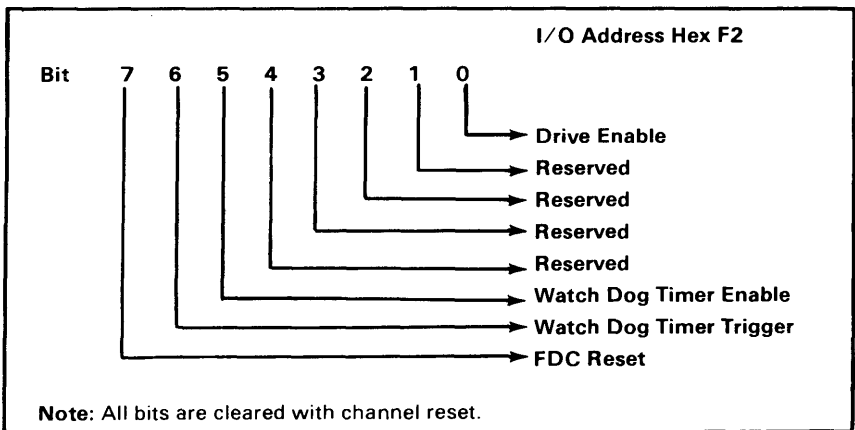 I/O Address Hex F2
Bit 7 6 5 4 3 2 1 0
Drive Enable
Reserved
Reserved
Reserved
Reserved
Watch Dog Timer Enable
Watch Dog Timer Trigger
FDC Reset
Note: All bits are cleared with channel reset.